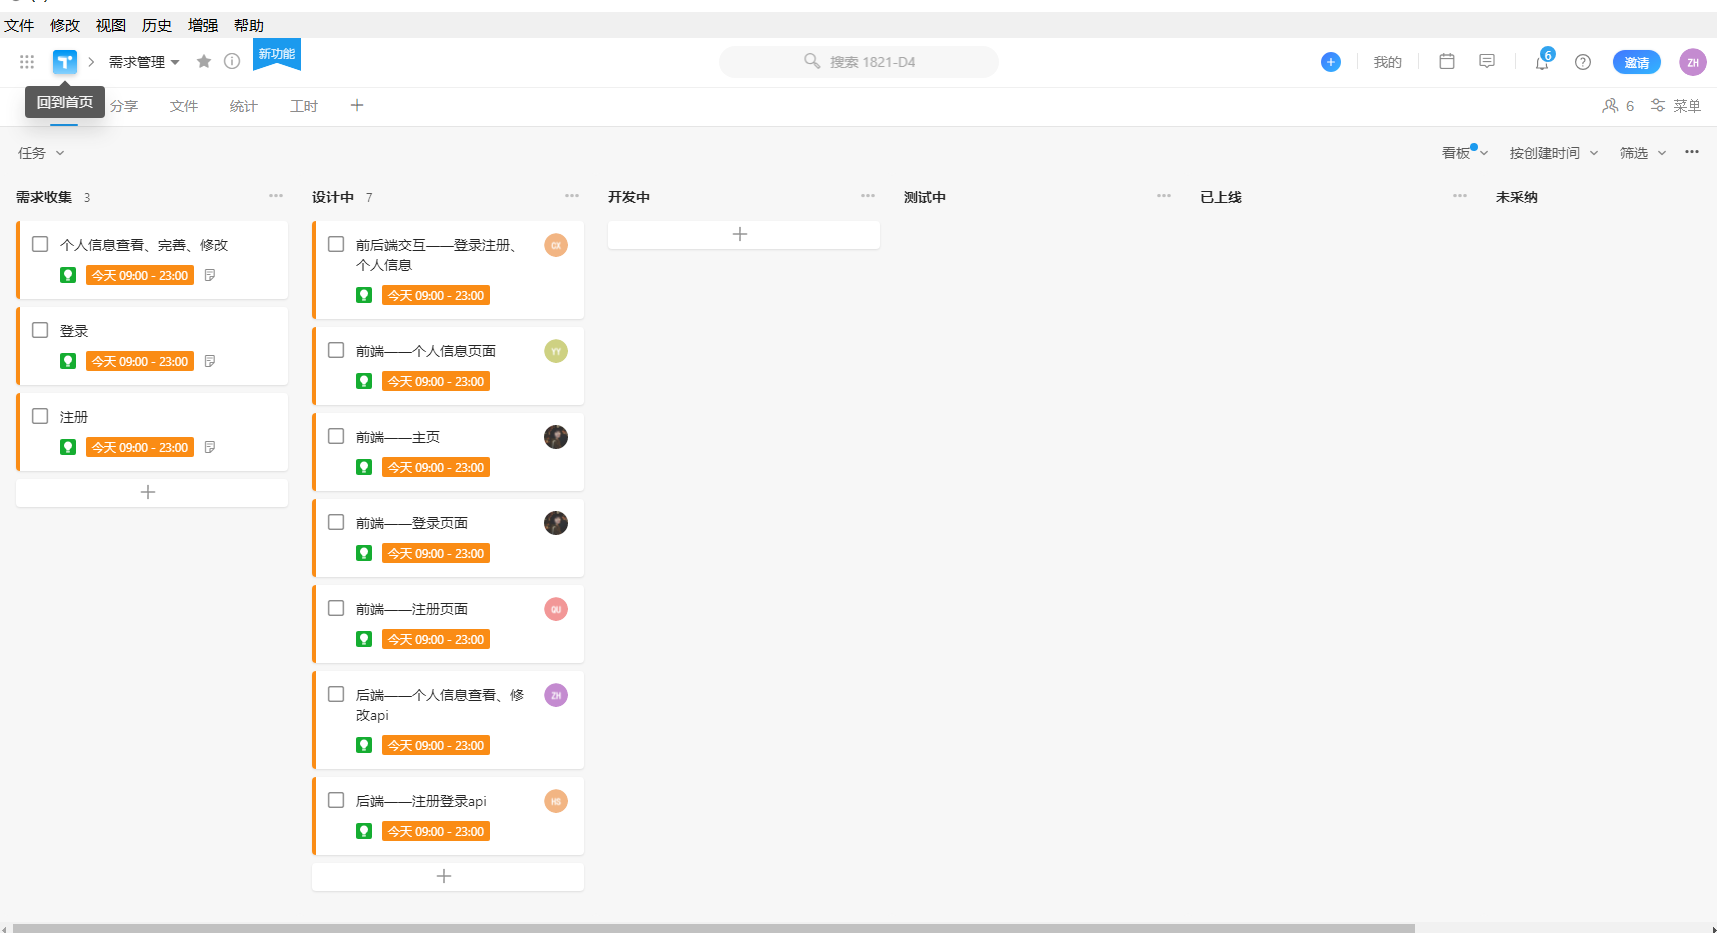 文件 修改 视图 历史 增强 帮助
需求管理 新功能 搜索 1821-D4 我的 6 邀请 ZH
回到首页 分享 文件 统计 工时 6 菜单
任务 看板 按创建时间 筛选
需求收集 3
个人信息查看、完善、修改
今天 09:00 - 23:00
登录
今天 09:00 - 23:00
注册
今天 09:00 - 23:00
设计中 7
前后端交互——登录注册、
个人信息
CX
今天 09:00 - 23:00
前端——个人信息页面
YY
今天 09:00 - 23:00
前端——主页
今天 09:00 - 23:00
前端——登录页面
今天 09:00 - 23:00
前端——注册页面
QU
今天 09:00 - 23:00
后端——个人信息查看、修
改api
ZH
今天 09:00 - 23:00
后端——注册登录api
HS
今天 09:00 - 23:00
开发中
测试中
已上线
未采纳